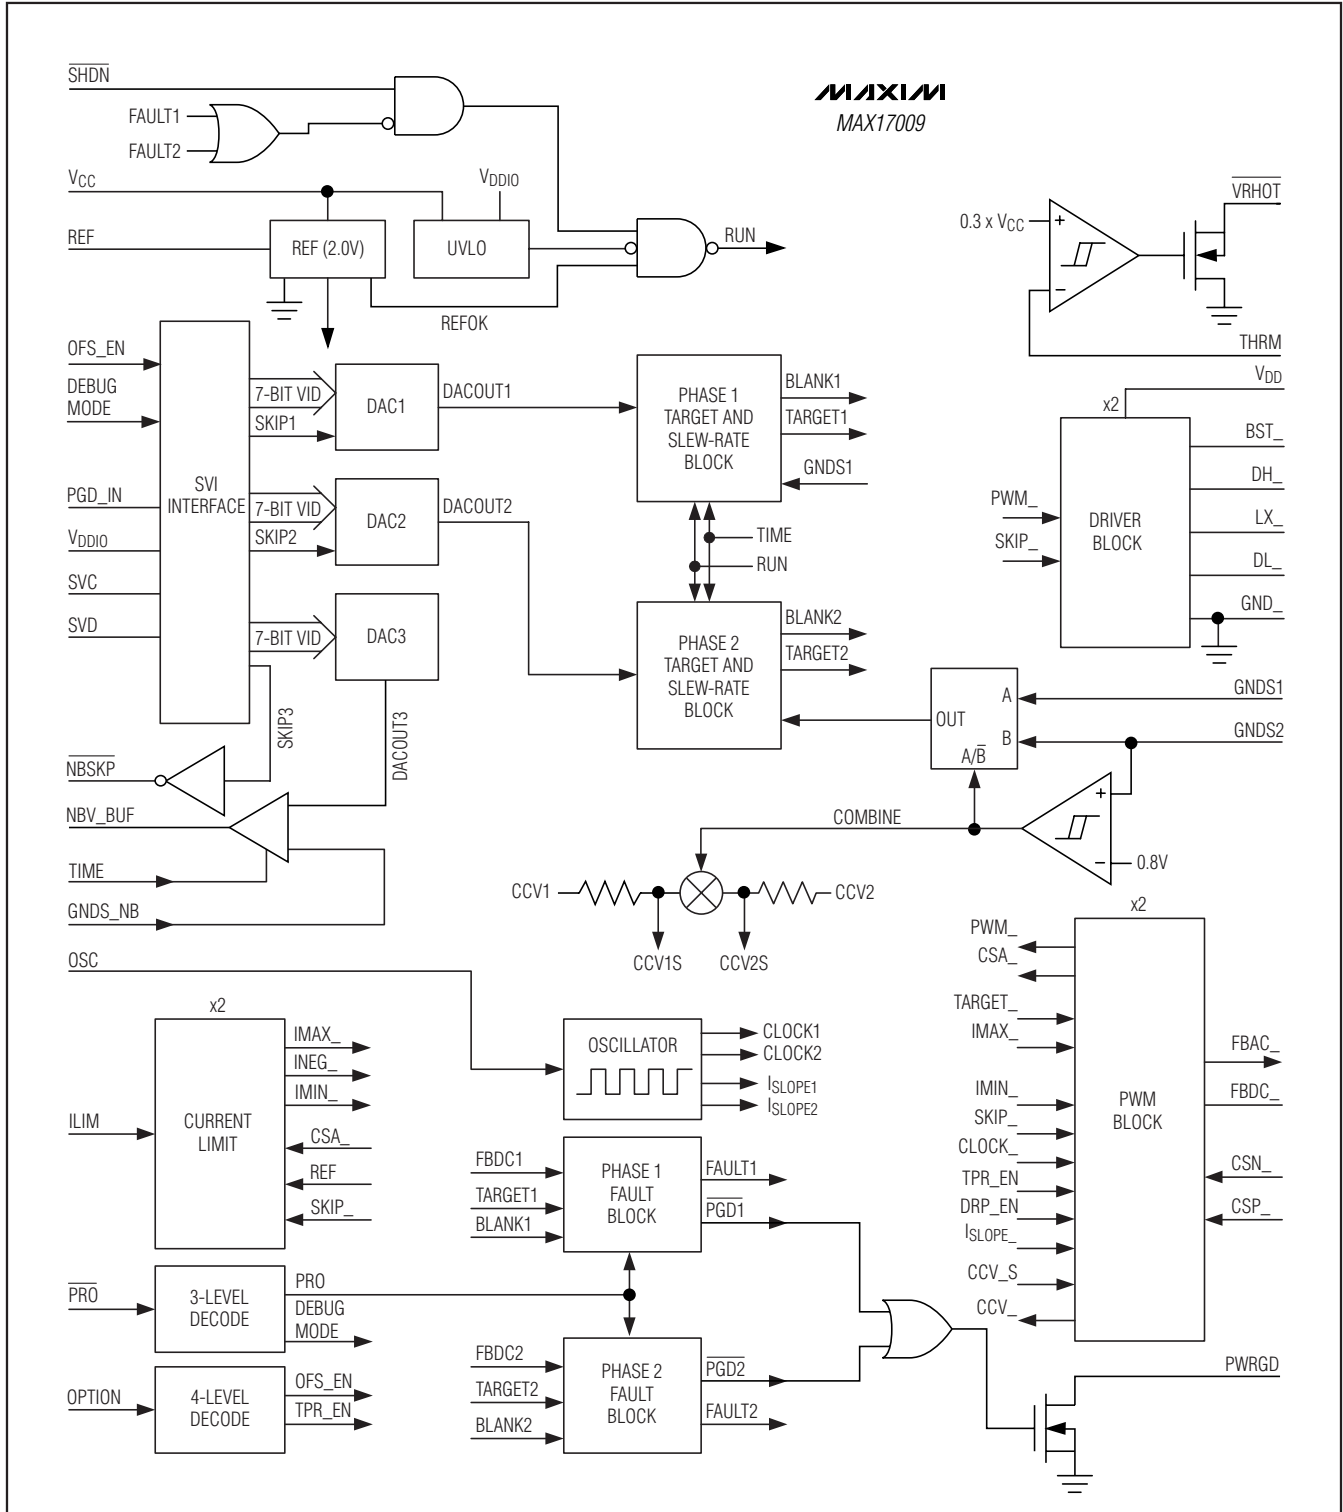 SHDN
FAULT1
FAULT2
MAXIM
MAX17009
VCC
VDDIO
VRHOT
0.3 x VCC
+
−
REF
REF (2.0V)
UVLO
RUN
REFOK
THRM
OFS_EN
DEBUG
MODE
PGD_IN
VDDIO
SVC
SVD
SVI
INTERFACE
7-BIT VID
SKIP1
DAC1
DACOUT1
7-BIT VID
SKIP2
DAC2
DACOUT2
7-BIT VID
DAC3
SKIP3
DACOUT3
PHASE 1
TARGET AND
SLEW-RATE
BLOCK
BLANK1
TARGET1
GNDS1
TIME
RUN
PHASE 2
TARGET AND
SLEW-RATE
BLOCK
BLANK2
TARGET2
VDD
x2
PWM_
SKIP_
DRIVER
BLOCK
BST_
DH_
LX_
DL_
GND_
OUT
A
B
A/B
GNDS1
GNDS2
+
−
0.8V
COMBINE
NBSKP
NBV_BUF
TIME
GNDS_NB
CCV1
CCV2
CCV1S
CCV2S
OSC
OSCILLATOR
CLOCK1
CLOCK2
ISLOPE1
ISLOPE2
x2
ILIM
CURRENT
LIMIT
IMAX_
INEG_
IMIN_
CSA_
REF
SKIP_
x2
PWM_
CSA_
TARGET_
IMAX_
IMIN_
SKIP_
CLOCK_
TPR_EN
DRP_EN
ISLOPE_
CCV_S
CCV_
PWM
BLOCK
FBAC_
FBDC_
CSN_
CSP_
FBDC1
TARGET1
BLANK1
PHASE 1
FAULT
BLOCK
FAULT1
PGD1
PRO
3-LEVEL
DECODE
PRO
DEBUG
MODE
OPTION
4-LEVEL
DECODE
OFS_EN
TPR_EN
FBDC2
TARGET2
BLANK2
PHASE 2
FAULT
BLOCK
PGD2
FAULT2
PWRGD